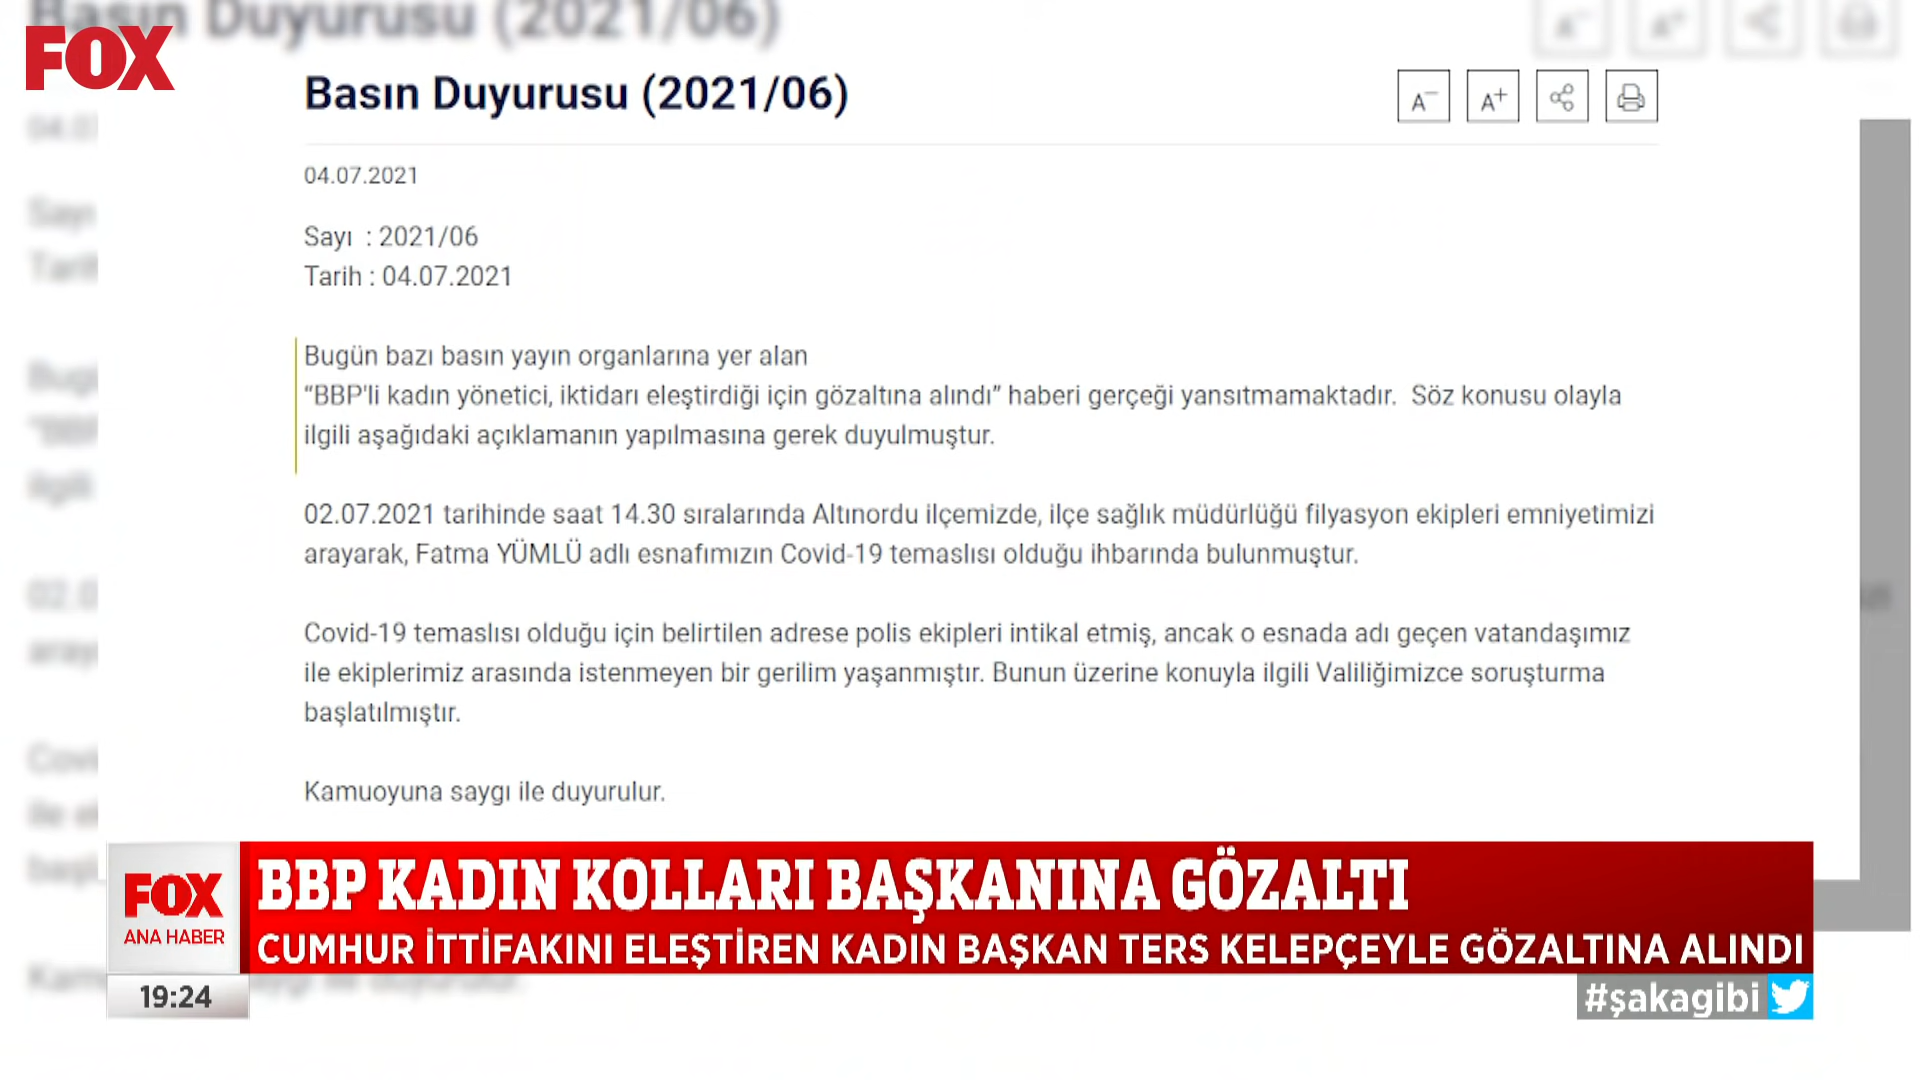 Basın Duyurusu (2021/06)
FOX
Basın Duyurusu (2021/06)
A⁻ A⁺
04.07.2021
Sayı : 2021/06
Tarih : 04.07.2021
Bugün bazı basın yayın organlarına yer alan
“BBP'li kadın yönetici, iktidarı eleştirdiği için gözaltına alındı” haberi gerçeği yansıtmamaktadır. Söz konusu olayla
ilgili aşağıdaki açıklamanın yapılmasına gerek duyulmuştur.
02.07.2021 tarihinde saat 14.30 sıralarında Altınordu ilçemizde, ilçe sağlık müdürlüğü filyasyon ekipleri emniyetimizi
arayarak, Fatma YÜMLÜ adlı esnafımızın Covid-19 temaslısı olduğu ihbarında bulunmuştur.
Covid-19 temaslısı olduğu için belirtilen adrese polis ekipleri intikal etmiş, ancak o esnada adı geçen vatandaşımız
ile ekiplerimiz arasında istenmeyen bir gerilim yaşanmıştır. Bunun üzerine konuyla ilgili Valiliğimizce soruşturma
başlatılmıştır.
Kamuoyuna saygı ile duyurulur.
FOX
ANA HABER
BBP KADIN KOLLARI BAŞKANINA GÖZALTI
CUMHUR İTTİFAKINI ELEŞTİREN KADIN BAŞKAN TERS KELEPÇEYLE GÖZALTINA ALINDI
19:24
#şakagibi